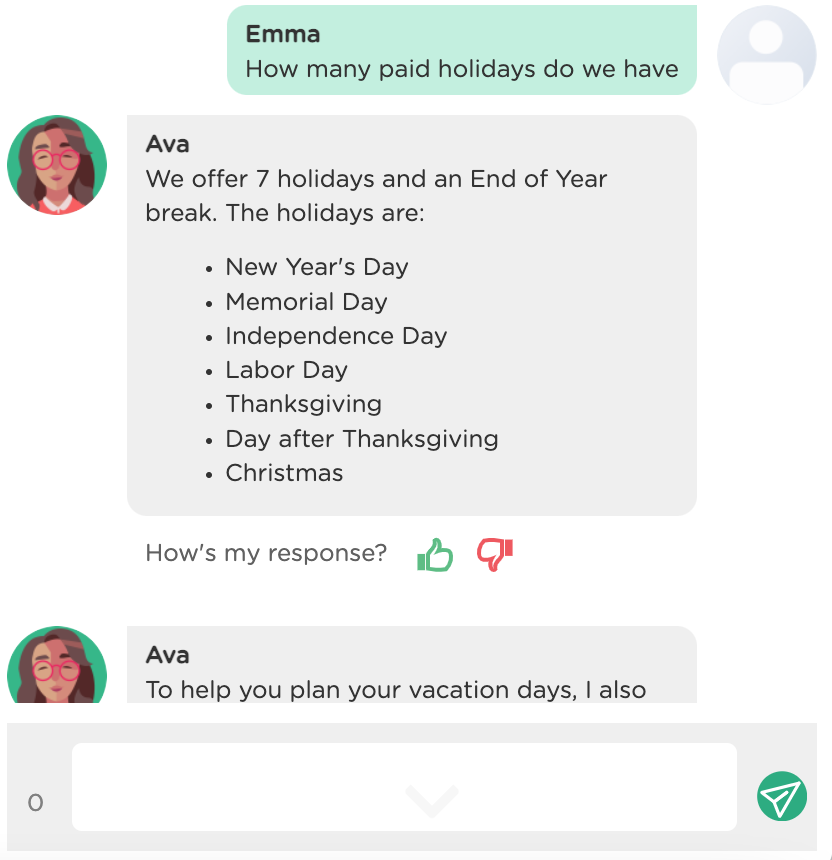 Emma
How many paid holidays do we have
Ava
We offer 7 holidays and an End of Year
break. The holidays are:
• New Year's Day
• Memorial Day
• Independence Day
• Labor Day
• Thanksgiving
• Day after Thanksgiving
• Christmas
How's my response?
Ava
To help you plan your vacation days, I also
0